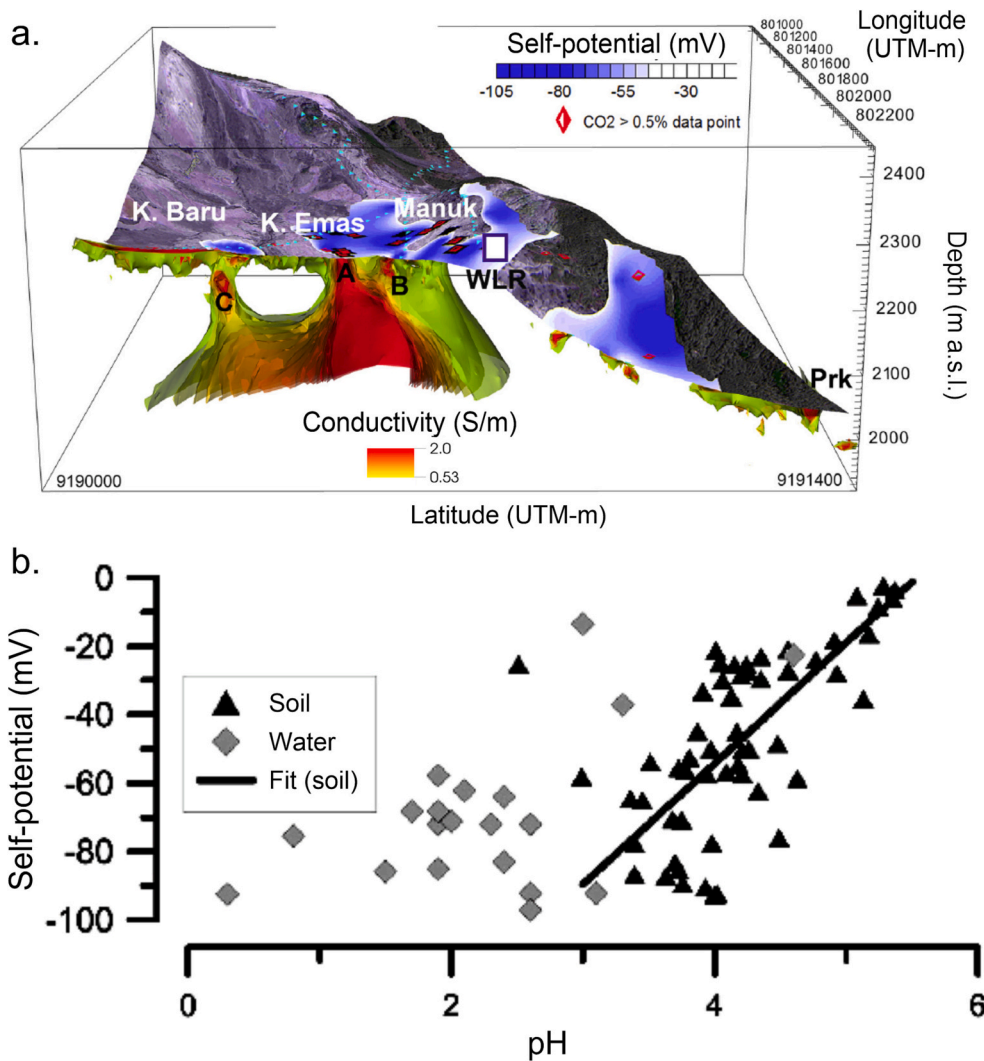 a.
Longitude
(UTM-m)
801000
801200
801400
801600
801800
802000
802200
Self-potential (mV)
-105 -80 -55 -30
CO2 > 0.5% data point
2400
2300
2200
2100
2000
Depth (m a.s.l.)
K. Baru
K. Emas
Manuk
WLR
A
B
C
Prk
Conductivity (S/m)
2.0
0.53
9190000
9191400
Latitude (UTM-m)
b.
0
-20
-40
-60
-80
-100
Self-potential (mV)
Soil
Water
Fit (soil)
0 2 4 6
pH